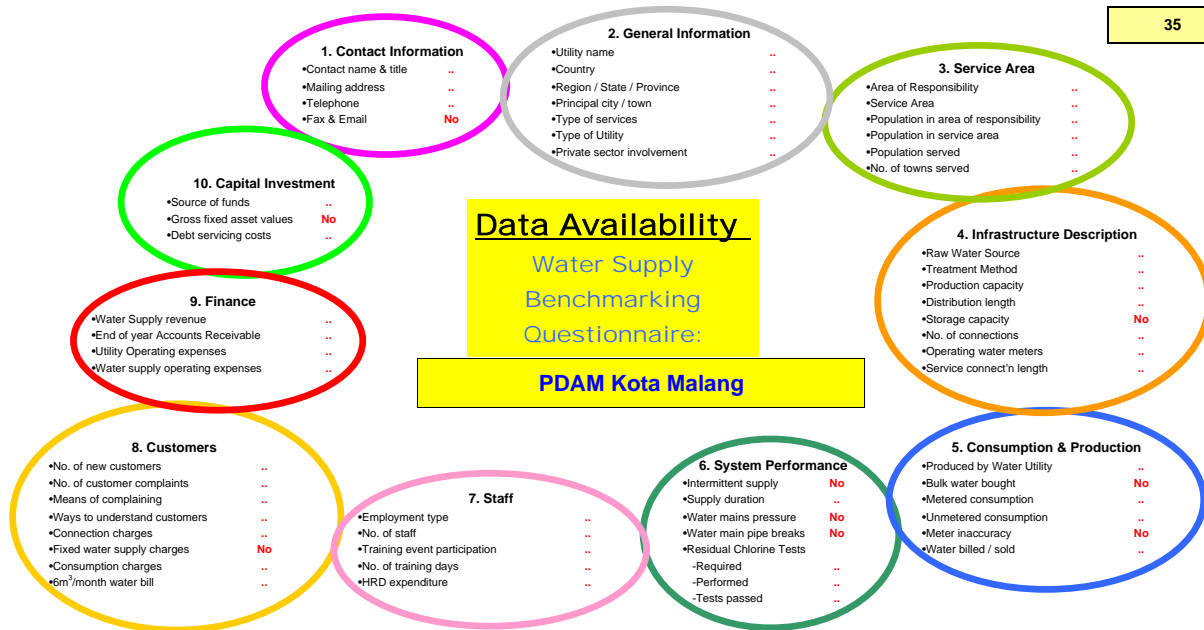 35
1. Contact Information
•Contact name & title ..
•Mailing address ..
•Telephone ..
•Fax & Email No
2. General Information
•Utility name ..
•Country ..
•Region / State / Province ..
•Principal city / town ..
•Type of services ..
•Type of Utility ..
•Private sector involvement ..
3. Service Area
•Area of Responsibility ..
•Service Area ..
•Population in area of responsibility ..
•Population in service area ..
•Population served ..
•No. of towns served ..
10. Capital Investment
•Source of funds ..
•Gross fixed asset values No
•Debt servicing costs ..
Data Availability
Water Supply
Benchmarking
Questionnaire:
PDAM Kota Malang
4. Infrastructure Description
•Raw Water Source ..
•Treatment Method ..
•Production capacity ..
•Distribution length ..
•Storage capacity No
•No. of connections ..
•Operating water meters ..
•Service connect'n length ..
9. Finance
•Water Supply revenue ..
•End of year Accounts Receivable ..
•Utility Operating expenses ..
•Water supply operating expenses ..
8. Customers
•No. of new customers ..
•No. of customer complaints ..
•Means of complaining ..
•Ways to understand customers ..
•Connection charges ..
•Fixed water supply charges No
•Consumption charges ..
•6m³/month water bill ..
7. Staff
•Employment type ..
•No. of staff ..
•Training event participation ..
•No. of training days ..
•HRD expenditure ..
6. System Performance
•Intermittent supply No
•Supply duration ..
•Water mains pressure No
•Water main pipe breaks No
•Residual Chlorine Tests
-Required ..
-Performed ..
-Tests passed ..
5. Consumption & Production
•Produced by Water Utility ..
•Bulk water bought No
•Metered consumption ..
•Unmetered consumption ..
•Meter inaccuracy No
•Water billed / sold ..